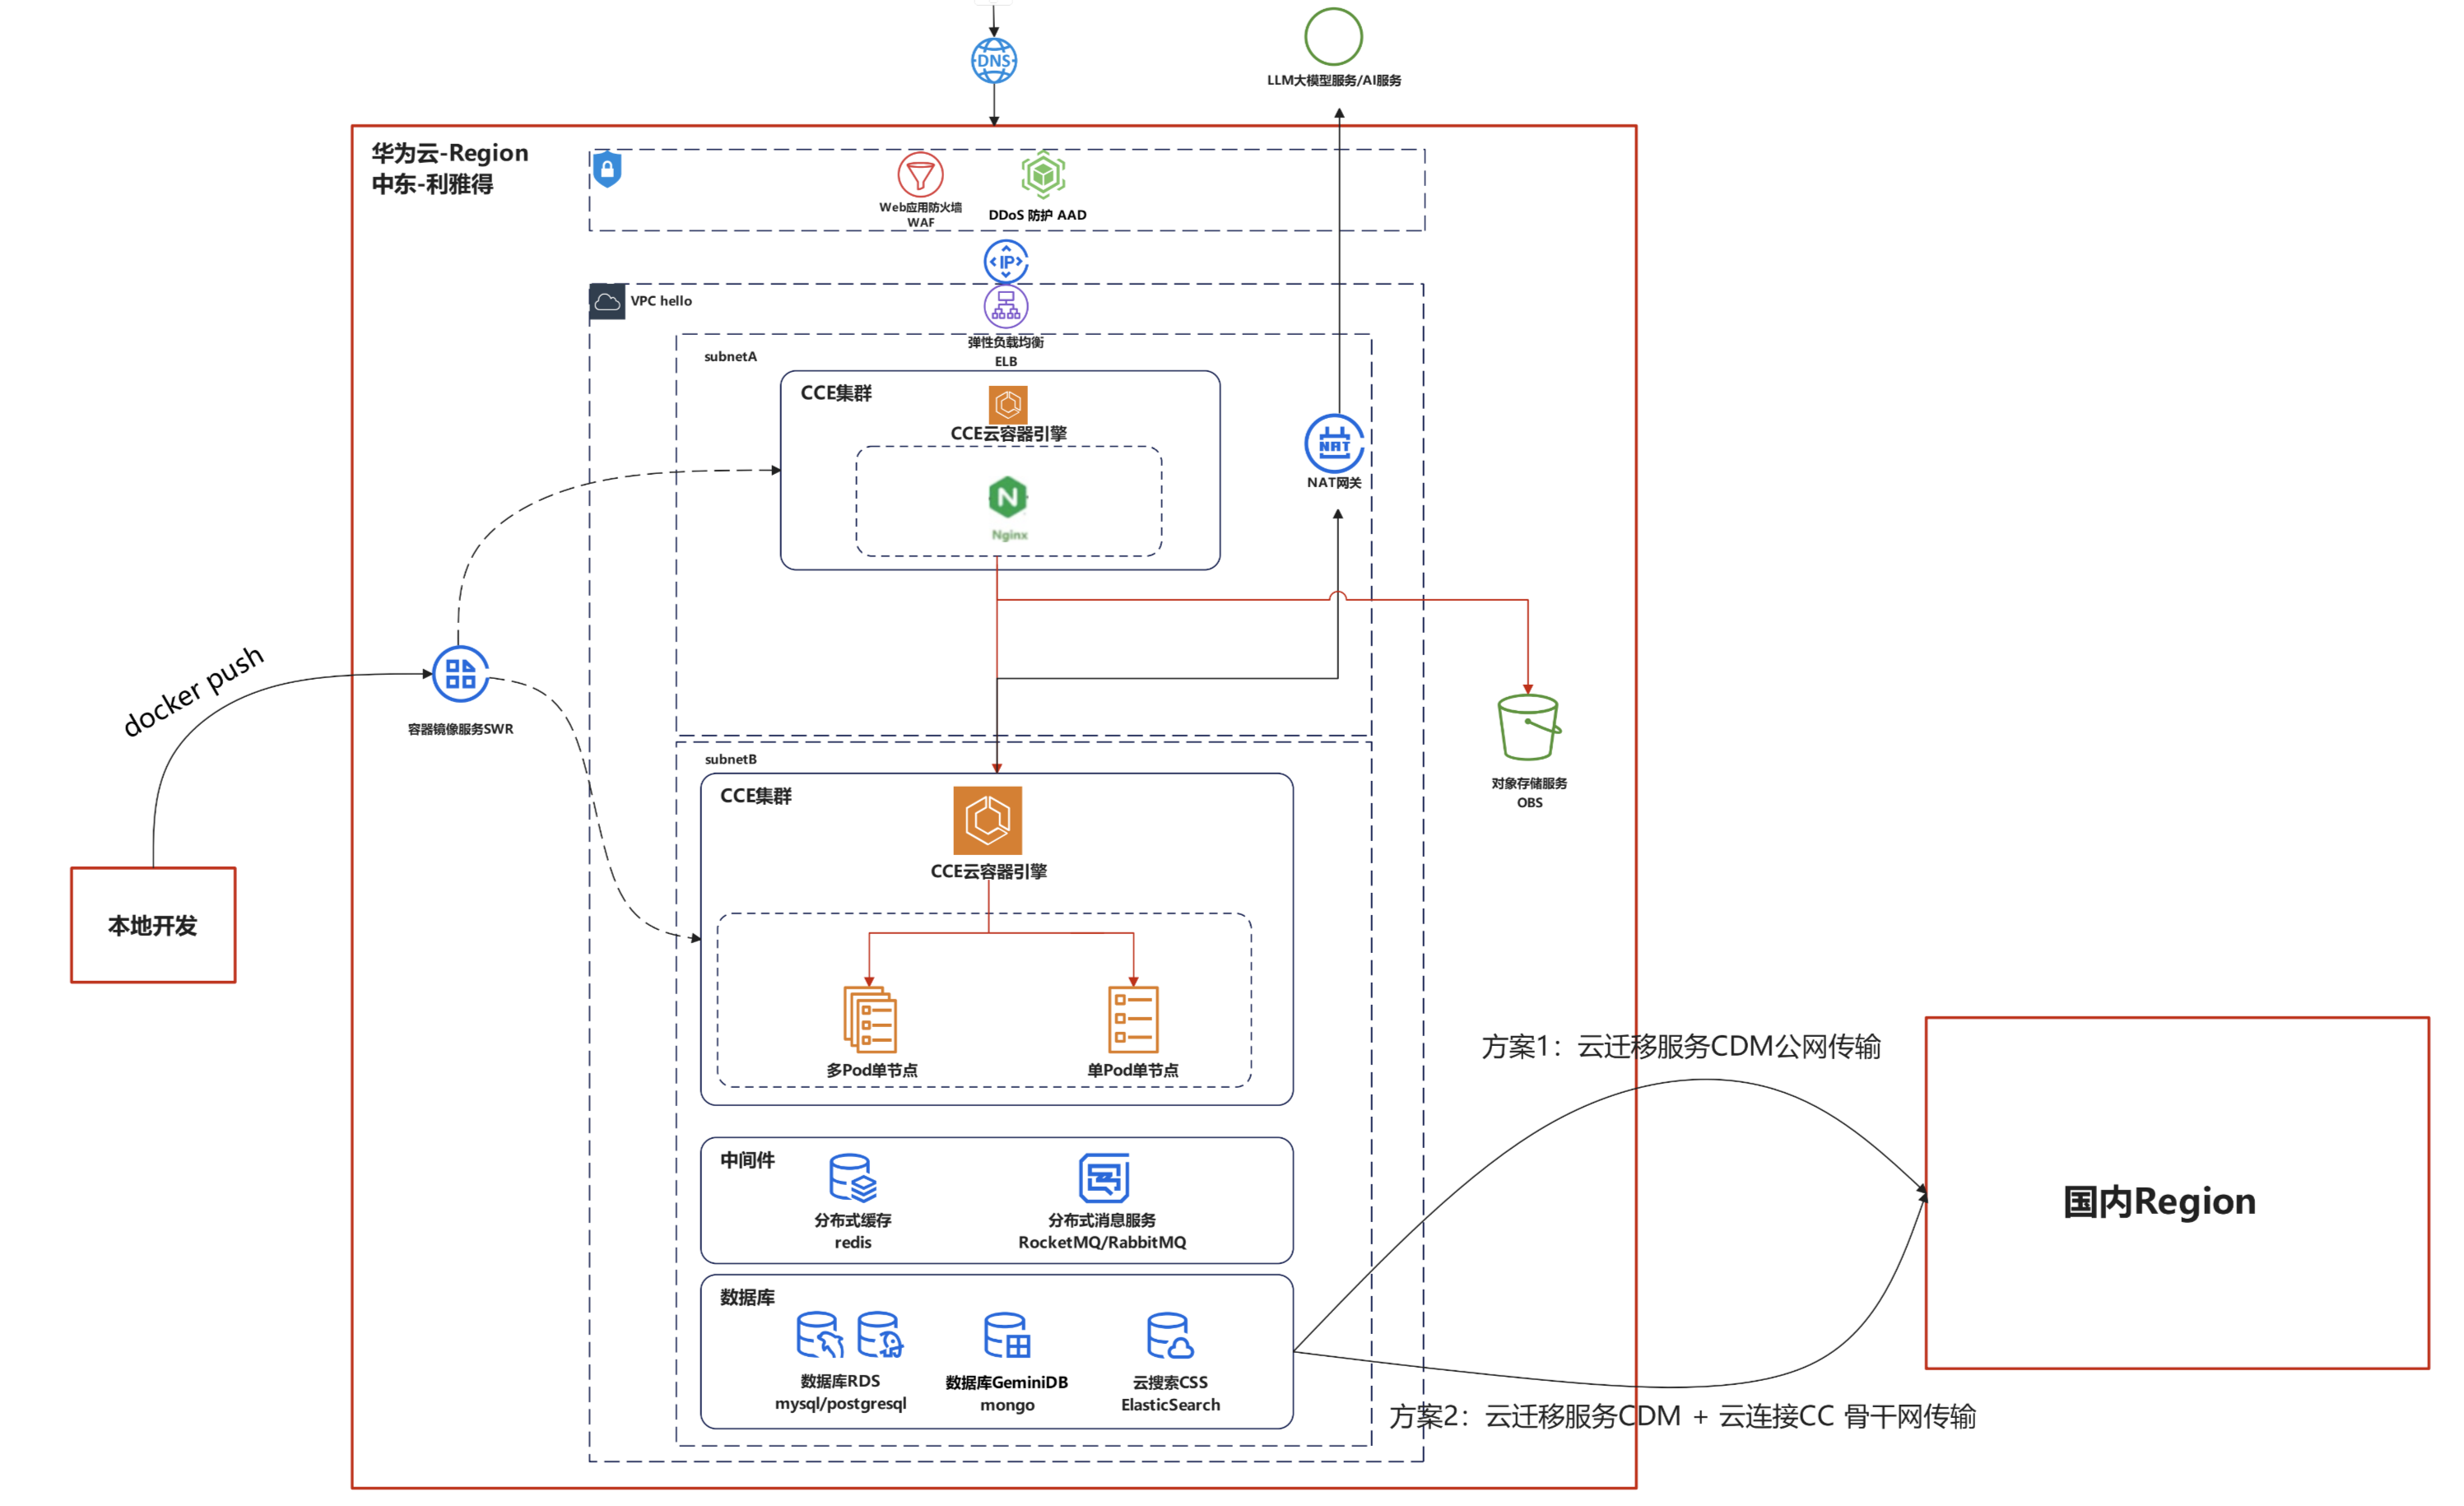 DNS
LLM大模型服务/AI服务
华为云-Region
中东-利雅得
Web应用防火墙
WAF
DDoS 防护 AAD
IP
VPC hello
弹性负载均衡
ELB
subnetA
CCE集群
CCE云容器引擎
N
Nginx
NAT
NAT网关
docker push
容器镜像服务SWR
对象存储服务
OBS
subnetB
CCE集群
CCE云容器引擎
本地开发
多Pod单节点
单Pod单节点
方案1：云迁移服务CDM公网传输
国内Region
中间件
分布式缓存
redis
分布式消息服务
RocketMQ/RabbitMQ
数据库
数据库RDS
mysql/postgresql
数据库GeminiDB
mongo
云搜索CSS
ElasticSearch
方案2：云迁移服务CDM + 云连接CC 骨干网传输